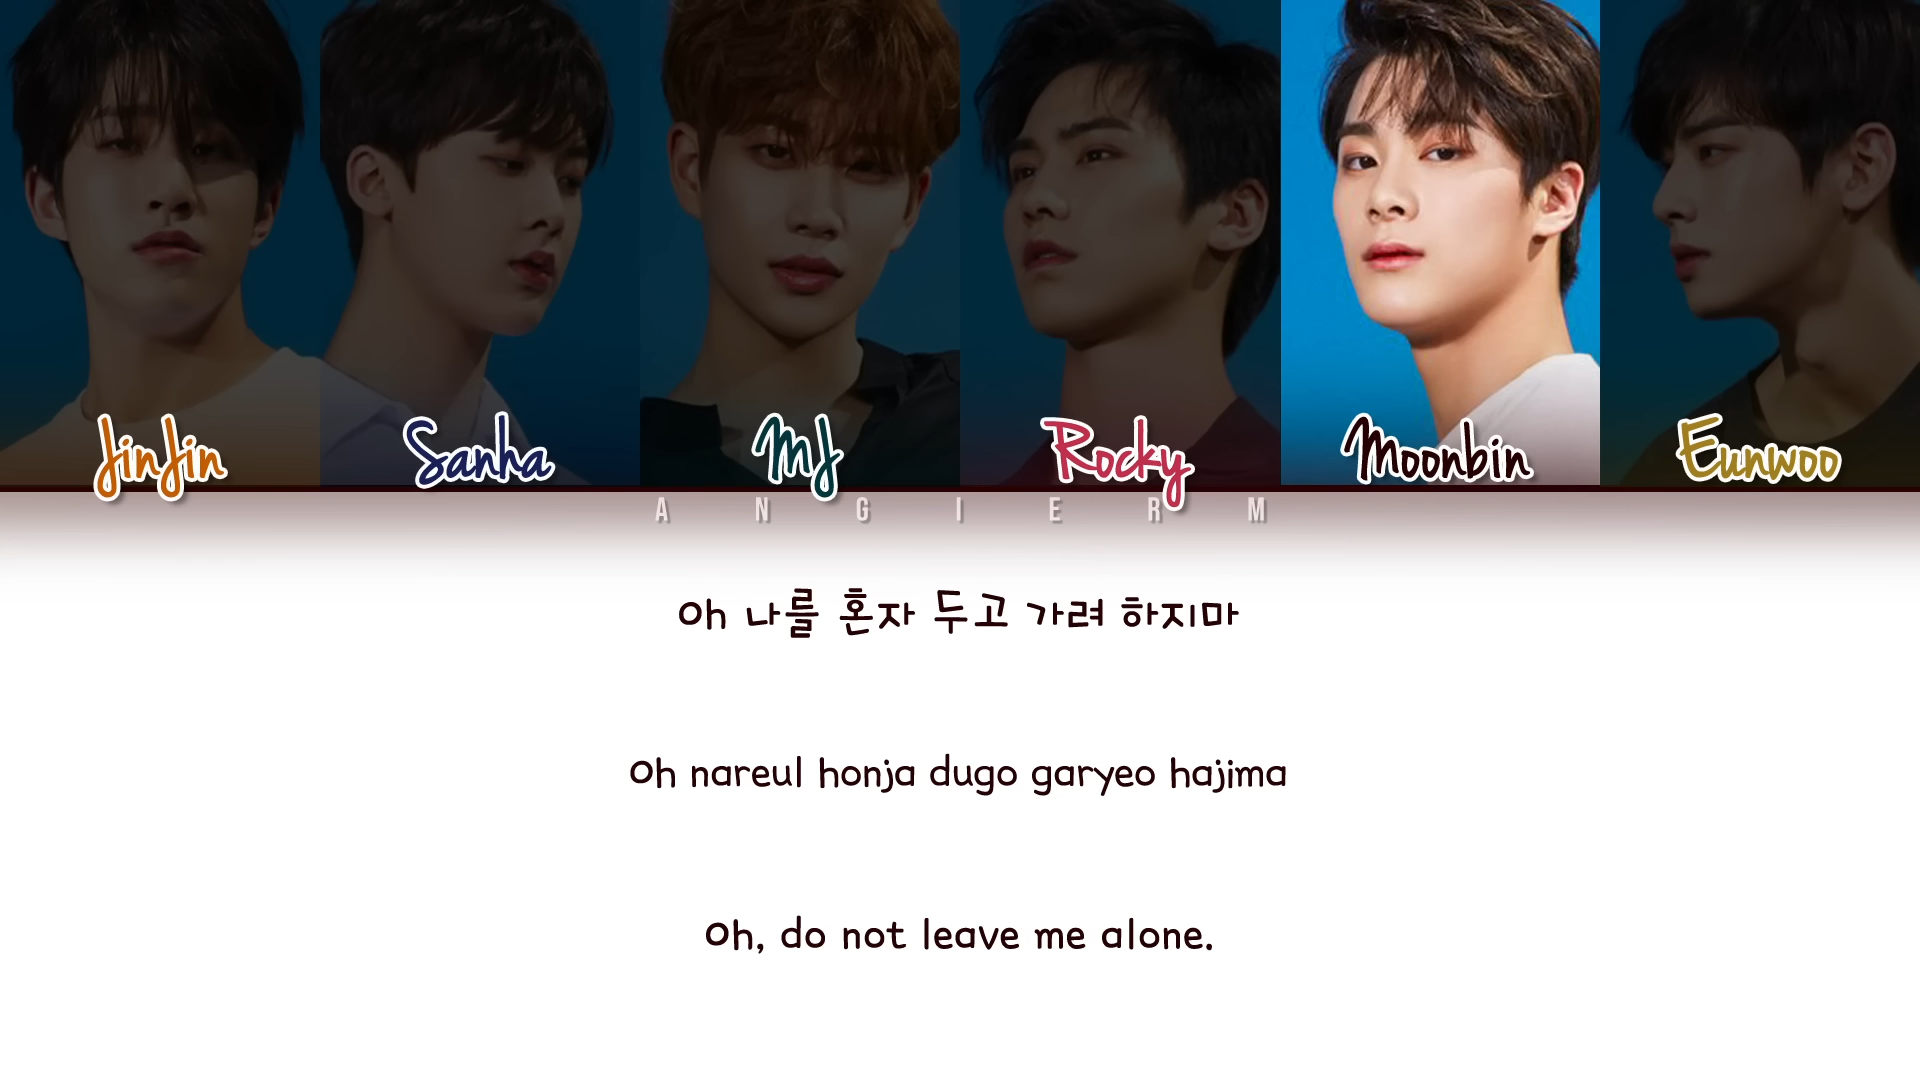 JinJin Sanha MJ Rocky Moonbin Eunwoo
ANGIERM
Oh 나를 혼자 두고 가려 하지마
Oh nareul honja dugo garyeo hajima
Oh, do not leave me alone.